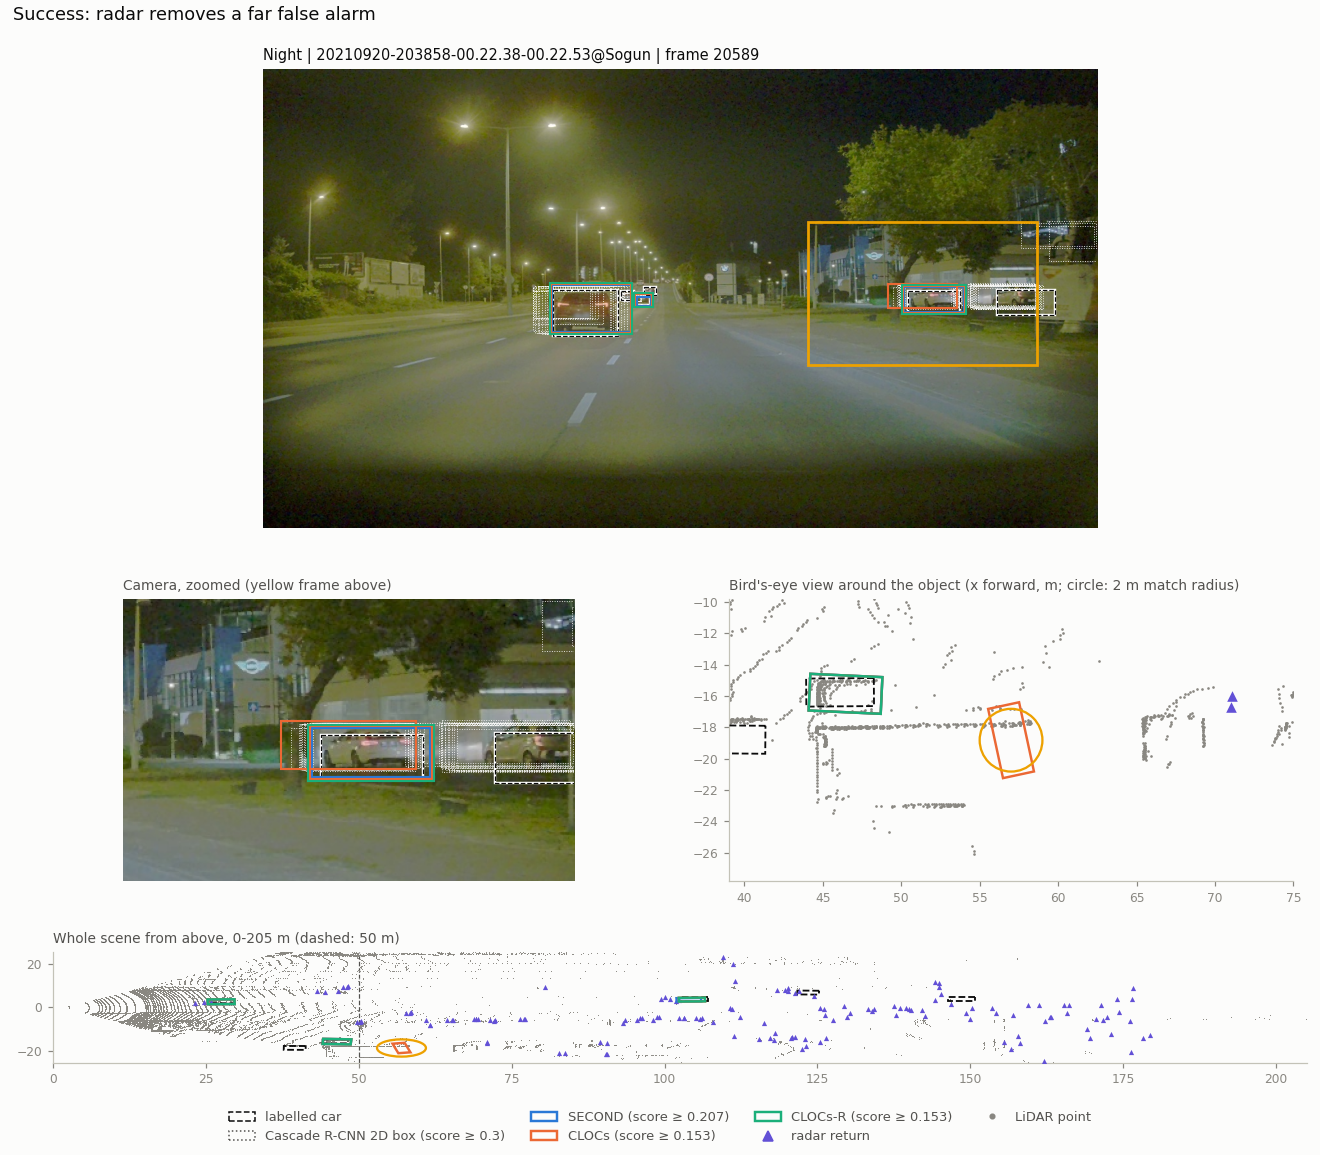 Success: radar removes a far false alarm
Night | 20210920-203858-00.22.38-00.22.53@Sogun | frame 20589
Camera, zoomed (yellow frame above)
Bird's-eye view around the object (x forward, m; circle: 2 m match radius)
−10
−12
−14
−16
−18
−20
−22
−24
−26
40 45 50 55 60 65 70 75
Whole scene from above, 0-205 m (dashed: 50 m)
20
0
−20
0 25 50 75 100 125 150 175 200
labelled car
Cascade R-CNN 2D box (score ≥ 0.3)
SECOND (score ≥ 0.207)
CLOCs (score ≥ 0.153)
CLOCs-R (score ≥ 0.153)
radar return
LiDAR point